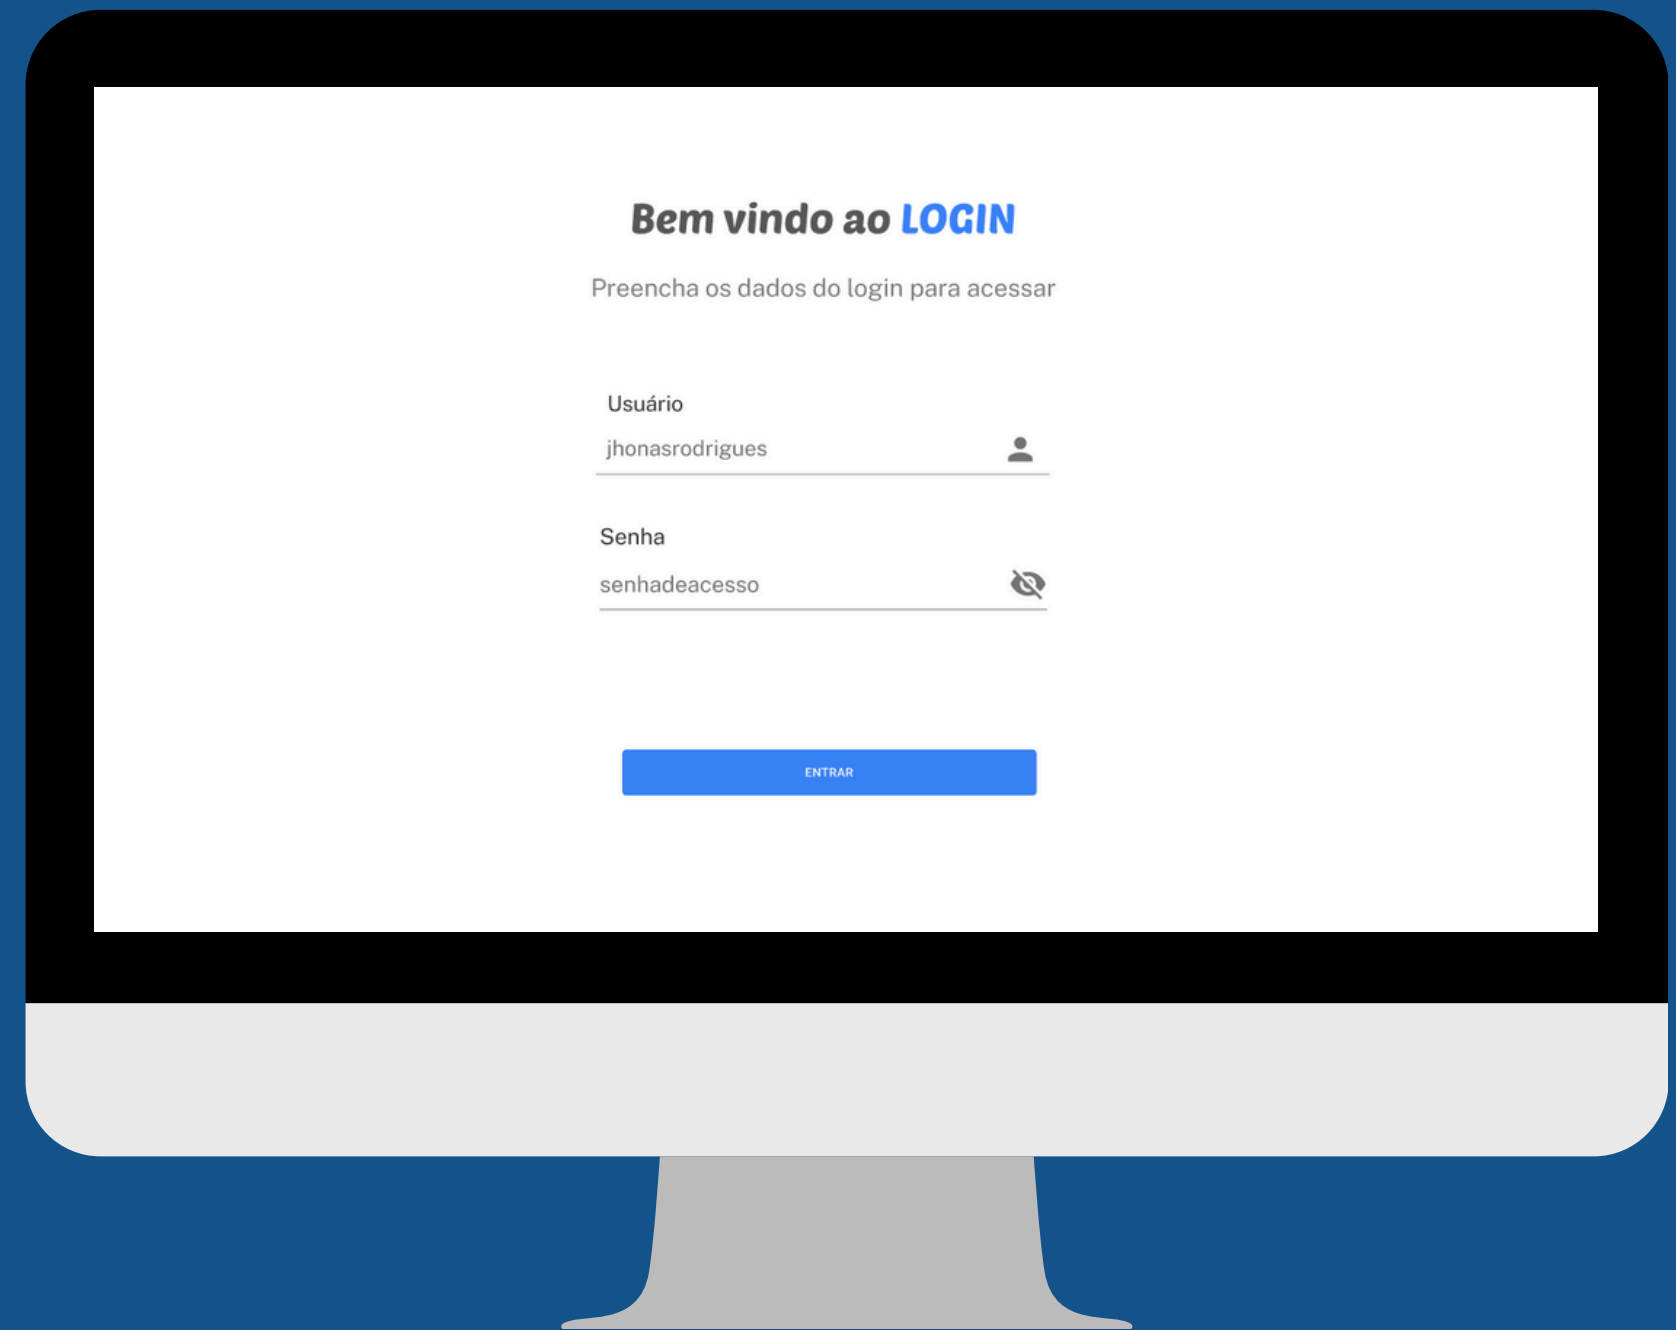 Bem vindo ao LOGIN
Preencha os dados do login para acessar
Usuário
jhonasrodrigues
Senha
senhadeacesso
ENTRAR